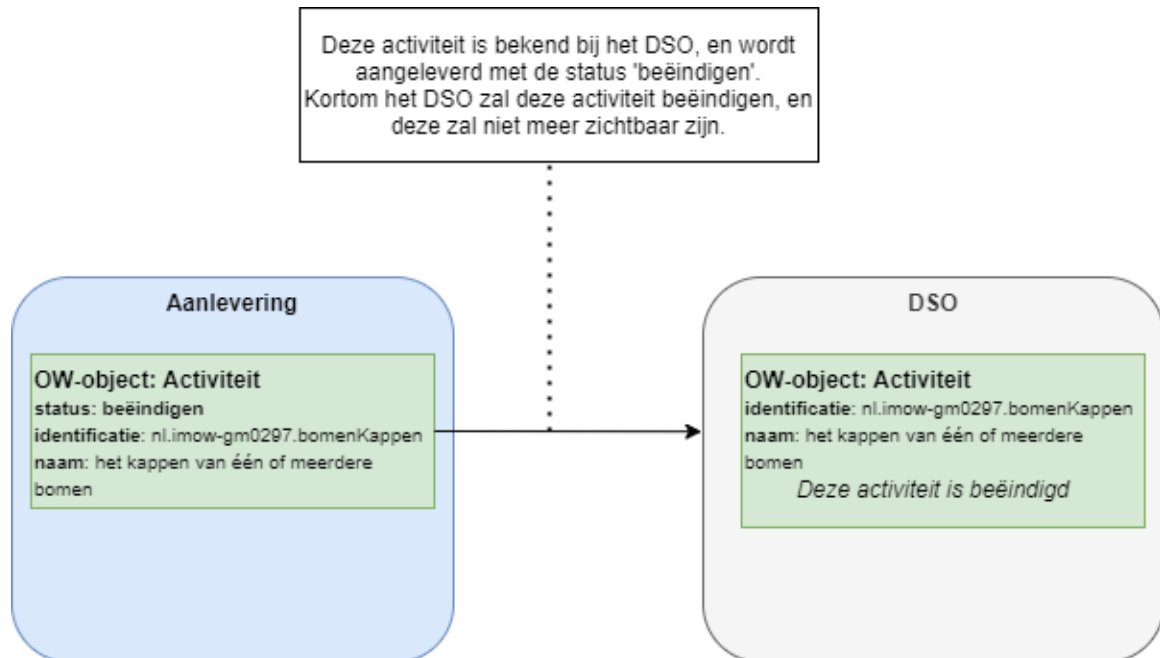 Deze activiteit is bekend bij het DSO, en wordt
aangeleverd met de status 'beëindigen'.
Kortom het DSO zal deze activiteit beëindigen, en
deze zal niet meer zichtbaar zijn.
Aanlevering
OW-object: Activiteit
status: beëindigen
identificatie: nl.imow-gm0297.bomenKappen
naam: het kappen van één of meerdere
bomen
DSO
OW-object: Activiteit
identificatie: nl.imow-gm0297.bomenKappen
naam: het kappen van één of meerdere
bomen
Deze activiteit is beëindigd